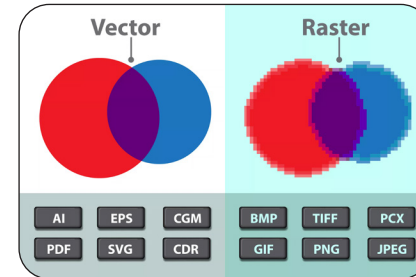 Vector
Raster
AI EPS CGM
BMP TIFF PCX
PDF SVG CDR
GIF PNG JPEG